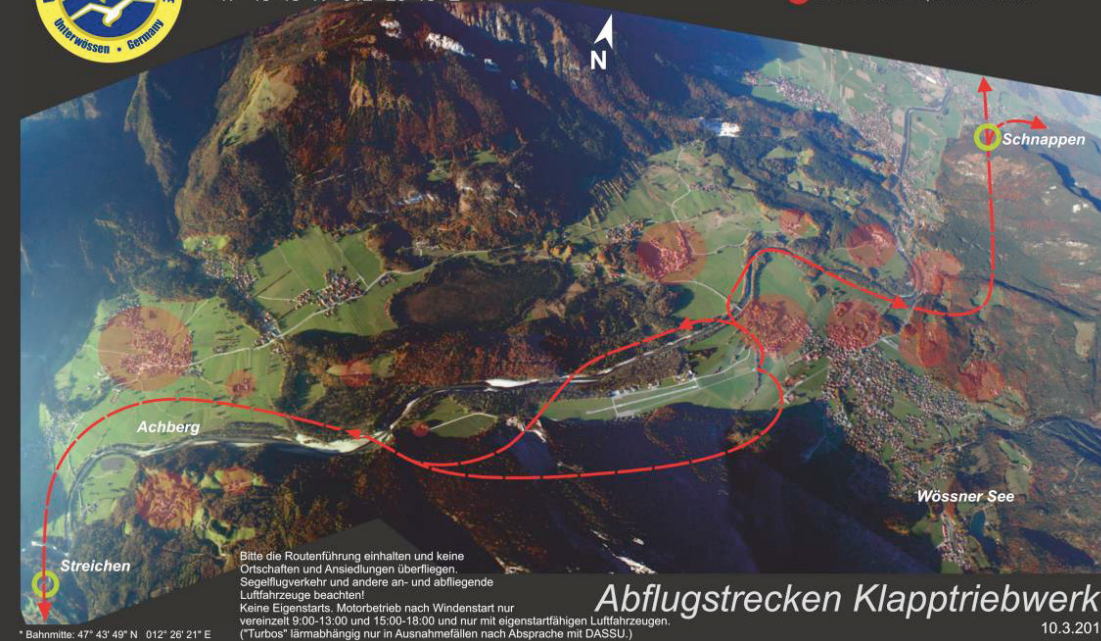 Unterwössen • Germany
N
Schnappen
Achberg
Wössner See
Streichen
Bitte die Routenführung einhalten und keine
Ortschaften und Ansiedlungen überfliegen.
Segelflugverkehr und andere an- und abfliegende
Luftfahrzeuge beachten!
Keine Eigenstarts. Motorbetrieb nach Windenstart nur
vereinzelt 9:00-13:00 und 15:00-18:00 und nur mit eigenstartfähigen Luftfahrzeugen.
("Turbos" lärmabhängig nur in Ausnahmefällen nach Absprache mit DASSU.)
Abflugstrecken Klapptriebwerk
10.3.201
* Bahnmitte: 47° 43' 49" N 012° 26' 21" E